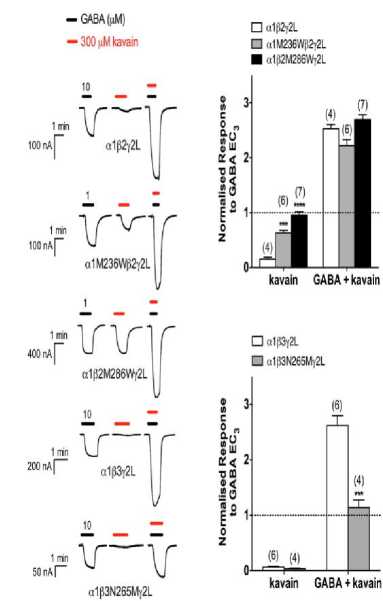 GABA (µM)
300 µM kavain
10
1 min
100 nA
α1β2γ2L
1
1 min
100 nA
α1M236Wβ2γ2L
1
1 min
400 nA
α1β2M286Wγ2L
10
1 min
200 nA
α1β3γ2L
10
1 min
50 nA
α1β3N265Mγ2L
α1β2γ2L
α1M236Wβ2γ2L
α1β2M286Wγ2L
Normalised Response
to GABA EC3
3
2
1
0
(4)
(6)
***
(7)
****
(4)
(6)
(7)
kavain
GABA + kavain
α1β3γ2L
α1β3N265Mγ2L
Normalised Response
to GABA EC3
3
2
1
0
(6)
(4)
(6)
(4)
***
kavain
GABA + kavain